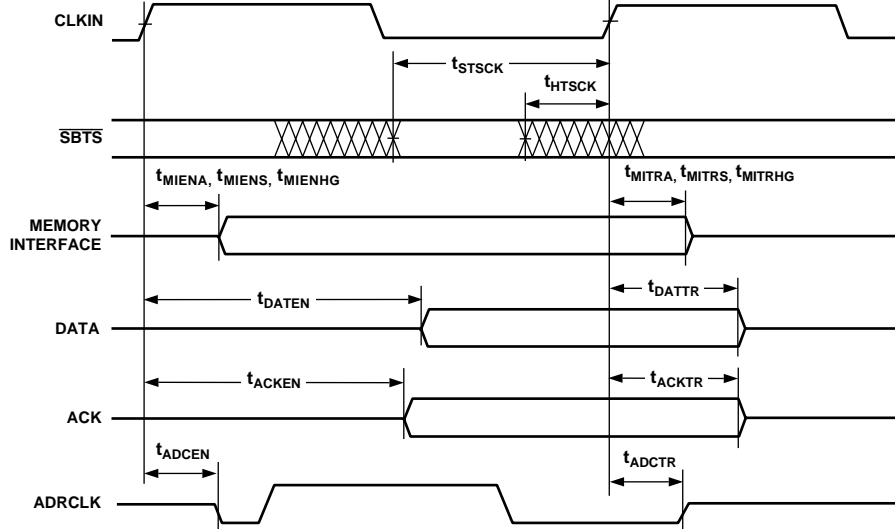 CLKIN
tSTSCK
tHTSCK
SBTS
tMIENA, tMIENS, tMIENHG
tMITRA, tMITRS, tMITRHG
MEMORY
INTERFACE
tDATEN
tDATTR
DATA
tACKEN
tACKTR
ACK
tADCEN
tADCTR
ADRCLK